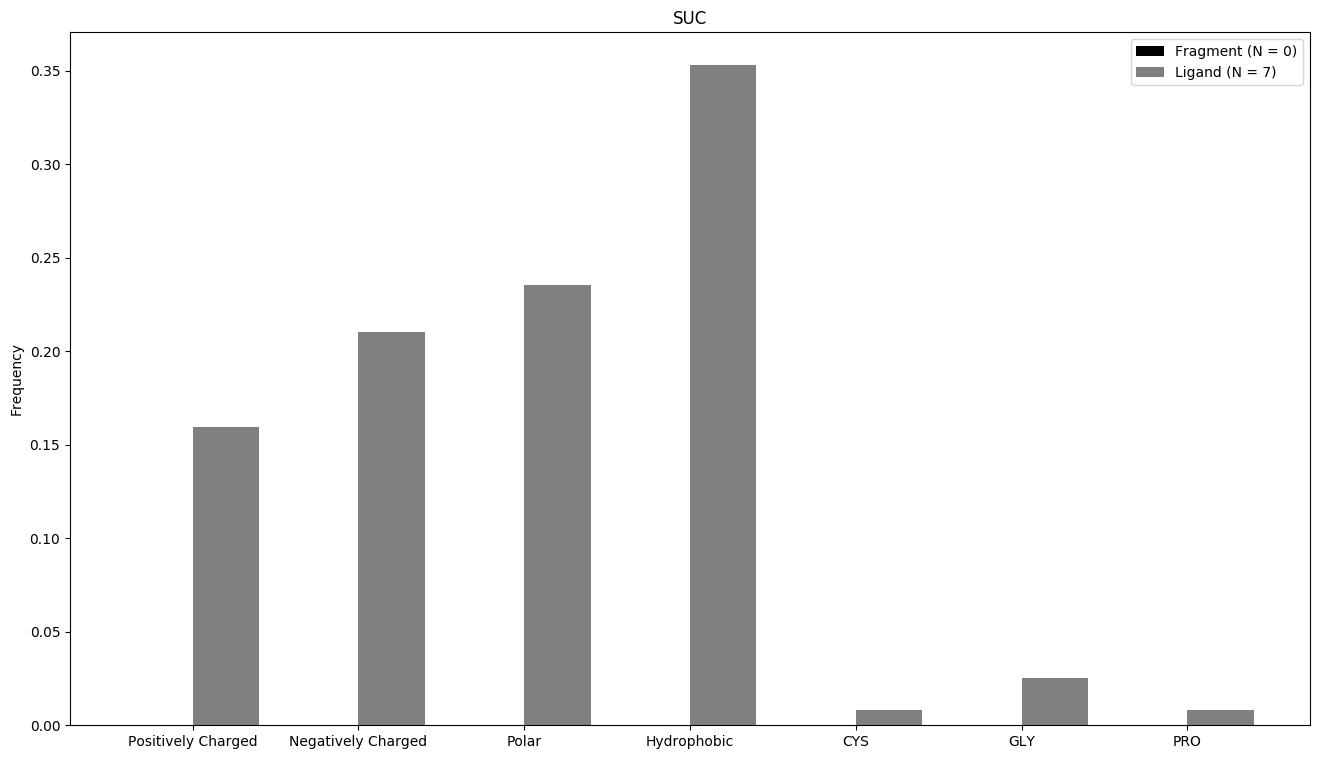 SUC
Fragment (N = 0)
Ligand (N = 7)
Frequency
0.35
0.30
0.25
0.20
0.15
0.10
0.05
0.00
Positively Charged
Negatively Charged
Polar
Hydrophobic
CYS
GLY
PRO